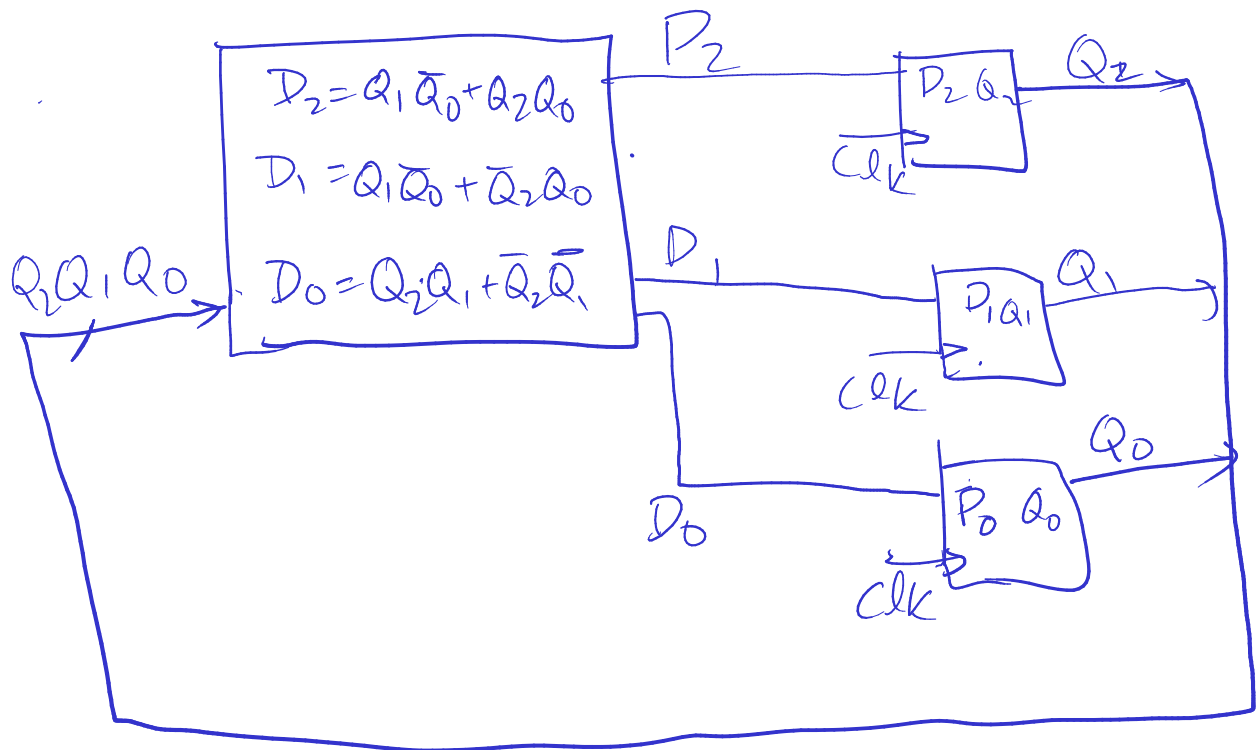 D₂ = Q₁Q̄₀ + Q₂Q₀
D₁ = Q₁Q̄₀ + Q̄₂Q₀
D₀ = Q₂Q₁ + Q̄₂Q̄₁
Q₂Q₁Q₀
D₂
D₂ Q₂
Q₂
Clk
D₁
D₁ Q₁
Q₁
Clk
D₀
D₀ Q₀
Q₀
Clk